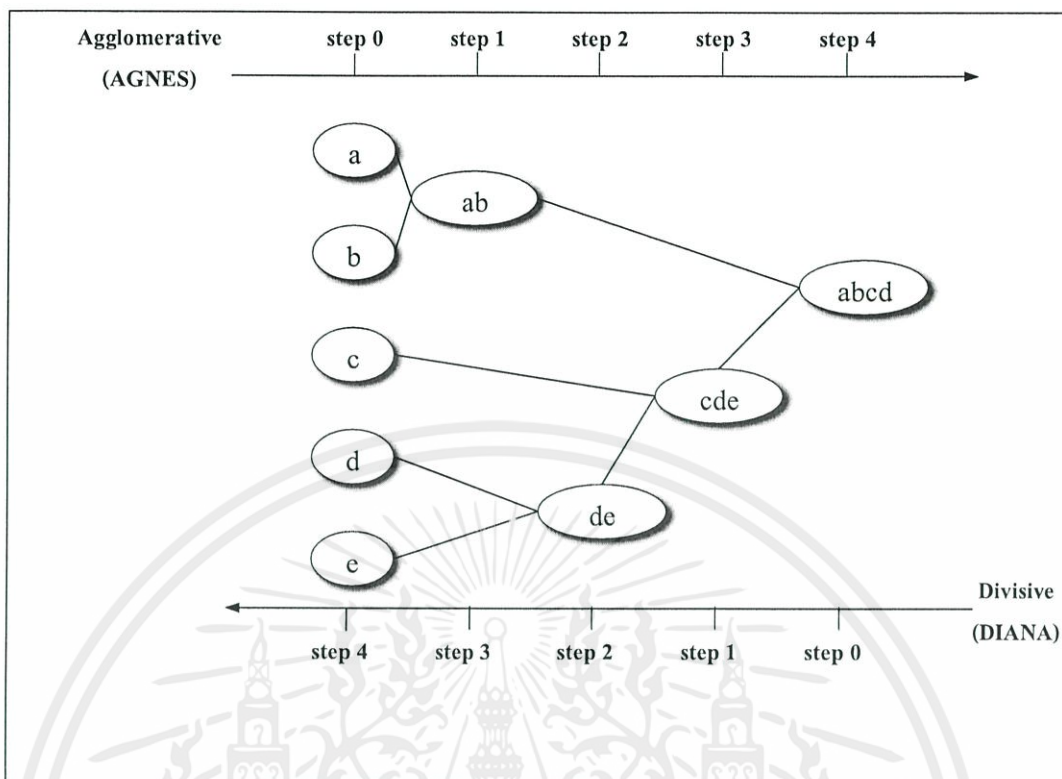 Agglomerative
(AGNES)
step 0 step 1 step 2 step 3 step 4
a
ab
b
abcd
c
cde
d
de
e
Divisive
(DIANA)
step 4 step 3 step 2 step 1 step 0